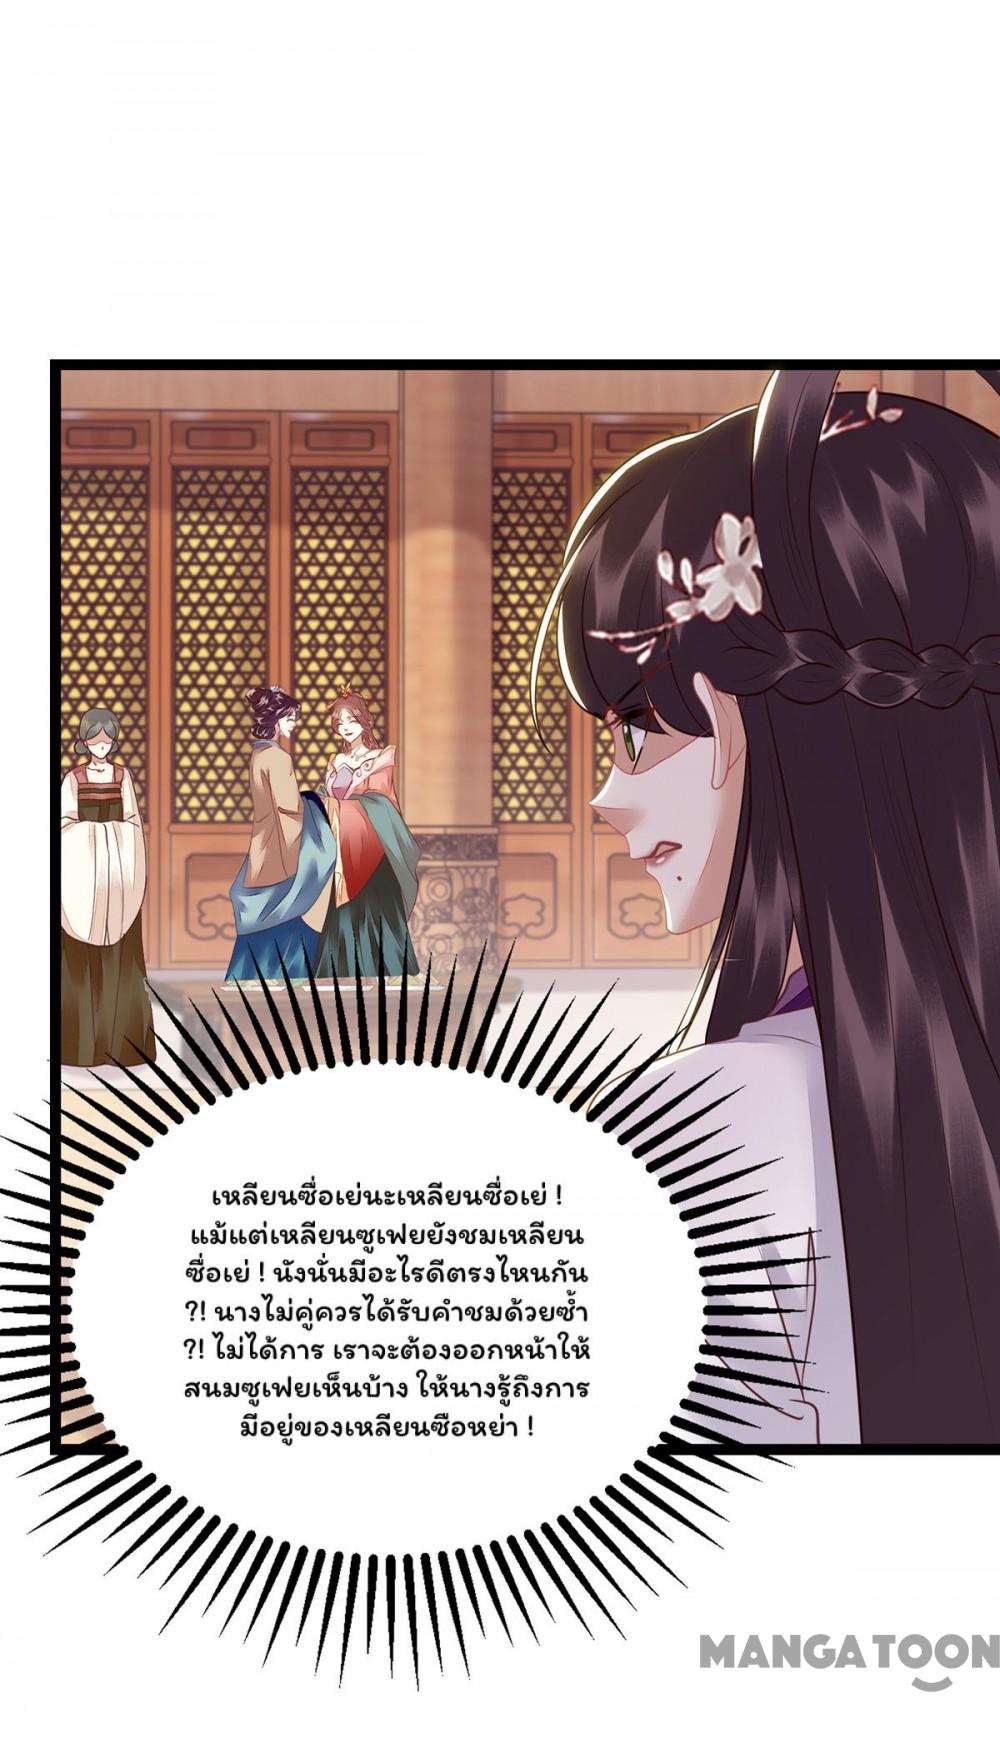 เหลียนซื่อเย่นะเหลียนซื่อเย่ !
แม้แต่เหลียนซูเฟยยังชมเหลียน
ซื่อเย่ ! นังนั่นมีอะไรดีตรงไหนกัน
?! นางไม่คู่ควรได้รับคำชมด้วยซ้ำ
?! ไม่ได้การ เราจะต้องออกหน้าให้
สนมซูเฟยเห็นบ้าง ให้นางรู้ถึงการ
มีอยู่ของเหลียนซือหย่า !
MANGATOON